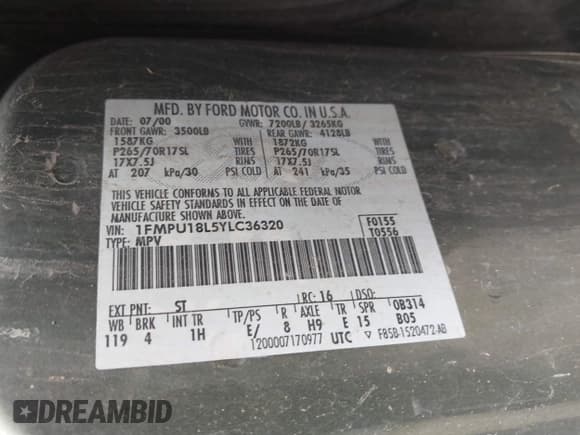 MFD. BY FORD MOTOR CO. IN U.S.A.
DATE: 07/00 GVWR: 7200LB/ 3265KG
FRONT GAWR: 3500LB REAR GAWR: 4128LB
1587KG WITH 1872KG WITH
P265/70R17SL TIRES P265/70R17SL TIRES
17X7.5J RIMS 17X7.5J RIMS
AT 207 kPa/30 PSI COLD AT 241 kPa/35 PSI COLD
THIS VEHICLE CONFORMS TO ALL APPLICABLE FEDERAL MOTOR
VEHICLE SAFETY STANDARDS IN EFFECT ON THE DATE OF
MANUFACTURE SHOWN ABOVE.
VIN: 1FMPU18L5YLC36320 F0155
TYPE: MPV T0556
EXT PNT: ST RC: 16
WB BRK INT TR TP/PS R AXLE TR SPR 0B314
119 4 1H E/ 8 H9 E 15 B05
1200007170977 UTC ▽ F85B-1520472-AB
DREAMBID